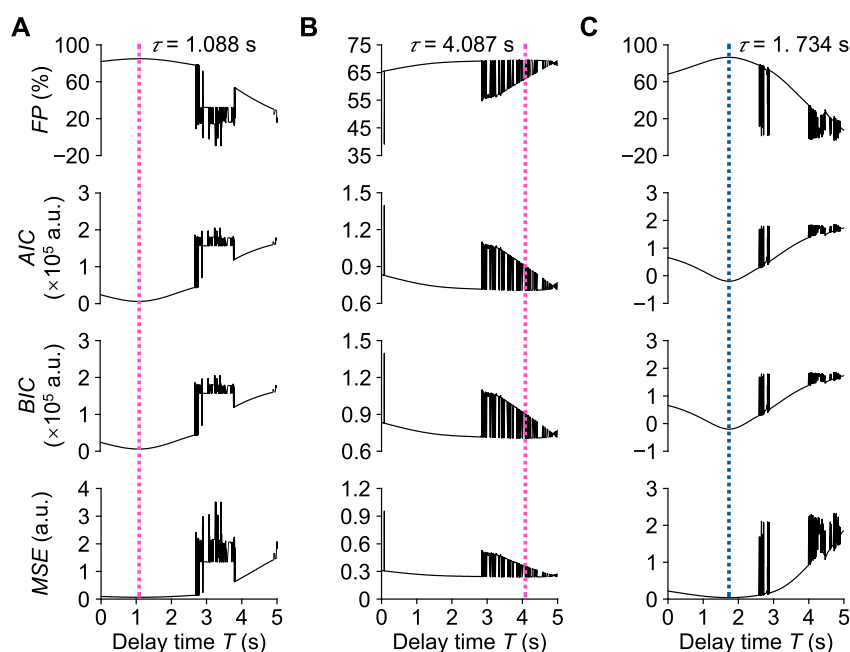 A
τ = 1.088 s
B
τ = 4.087 s
C
τ = 1. 734 s
FP (%)
100
60
20
−20
75
65
55
45
35
100
60
20
−20
AIC
(×10⁵ a.u.)
3
2
1
0
1.5
1.2
0.9
0.6
3
2
1
0
−1
BIC
(×10⁵ a.u.)
3
2
1
0
1.5
1.2
0.9
0.6
3
2
1
0
−1
MSE (a.u.)
4
3
2
1
0
1.2
0.9
0.6
0.3
0
3
2
1
0
0 1 2 3 4 5
0 1 2 3 4 5
0 1 2 3 4 5
Delay time T (s)
Delay time T (s)
Delay time T (s)